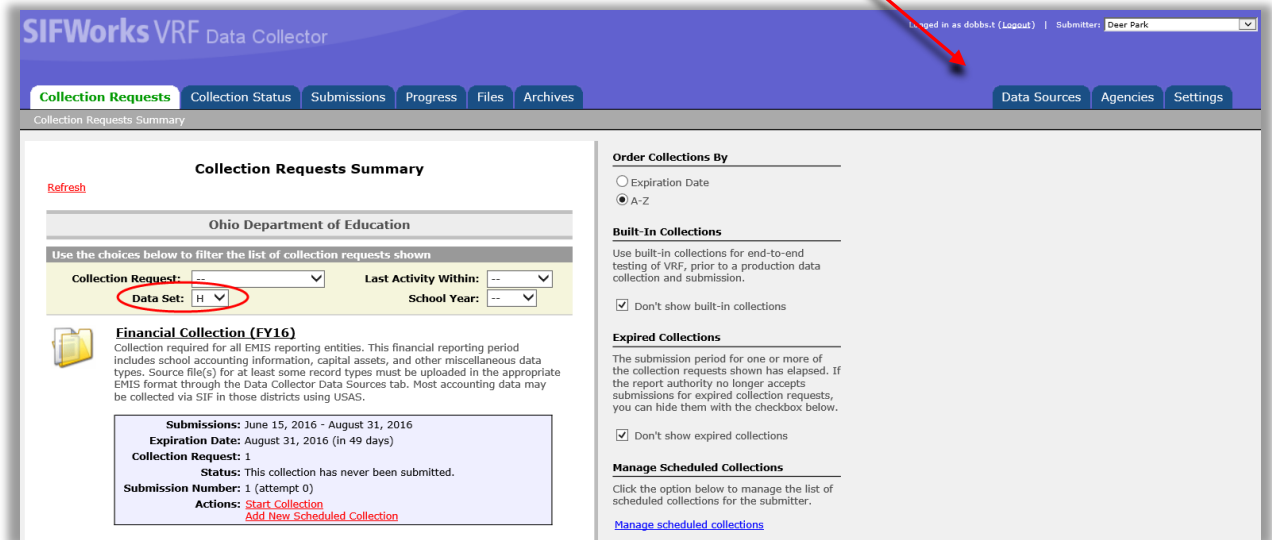 SIFWorks VRF Data Collector
Logged in as dobbs.t (Logout) | Submitter: Deer Park
Collection Requests Collection Status Submissions Progress Files Archives Data Sources Agencies Settings
Collection Requests Summary
Collection Requests Summary
Refresh
Ohio Department of Education
Use the choices below to filter the list of collection requests shown
Collection Request: -- Last Activity Within: --
Data Set: H School Year: --
Financial Collection (FY16)
Collection required for all EMIS reporting entities. This financial reporting period
includes school accounting information, capital assets, and other miscellaneous data
types. Source file(s) for at least some record types must be uploaded in the appropriate
EMIS format through the Data Collector Data Sources tab. Most accounting data may
be collected via SIF in those districts using USAS.
Submissions: June 15, 2016 - August 31, 2016
Expiration Date: August 31, 2016 (in 49 days)
Collection Request: 1
Status: This collection has never been submitted.
Submission Number: 1 (attempt 0)
Actions: Start Collection
Add New Scheduled Collection
Order Collections By
Expiration Date
A-Z
Built-In Collections
Use built-in collections for end-to-end
testing of VRF, prior to a production data
collection and submission.
Don't show built-in collections
Expired Collections
The submission period for one or more of
the collection requests shown has elapsed. If
the report authority no longer accepts
submissions for expired collection requests,
you can hide them with the checkbox below.
Don't show expired collections
Manage Scheduled Collections
Click the option below to manage the list of
scheduled collections for the submitter.
Manage scheduled collections